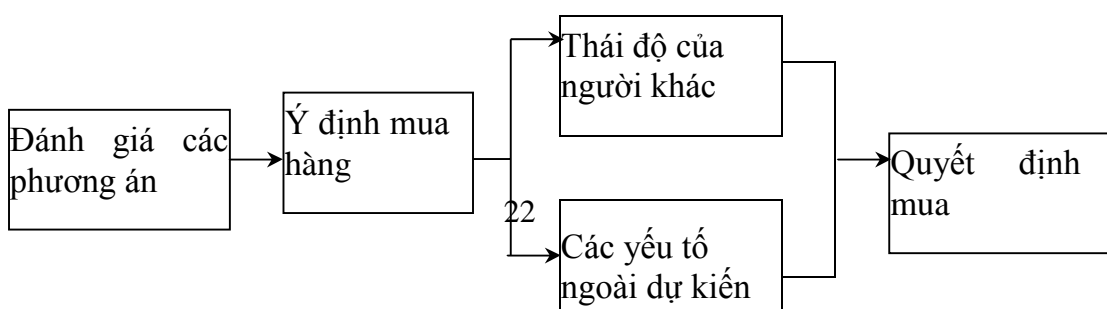 Đánh giá các
phương án
Ý định mua
hàng
Thái độ của
người khác
22
Các yếu tố
ngoài dự kiến
Quyết định
mua